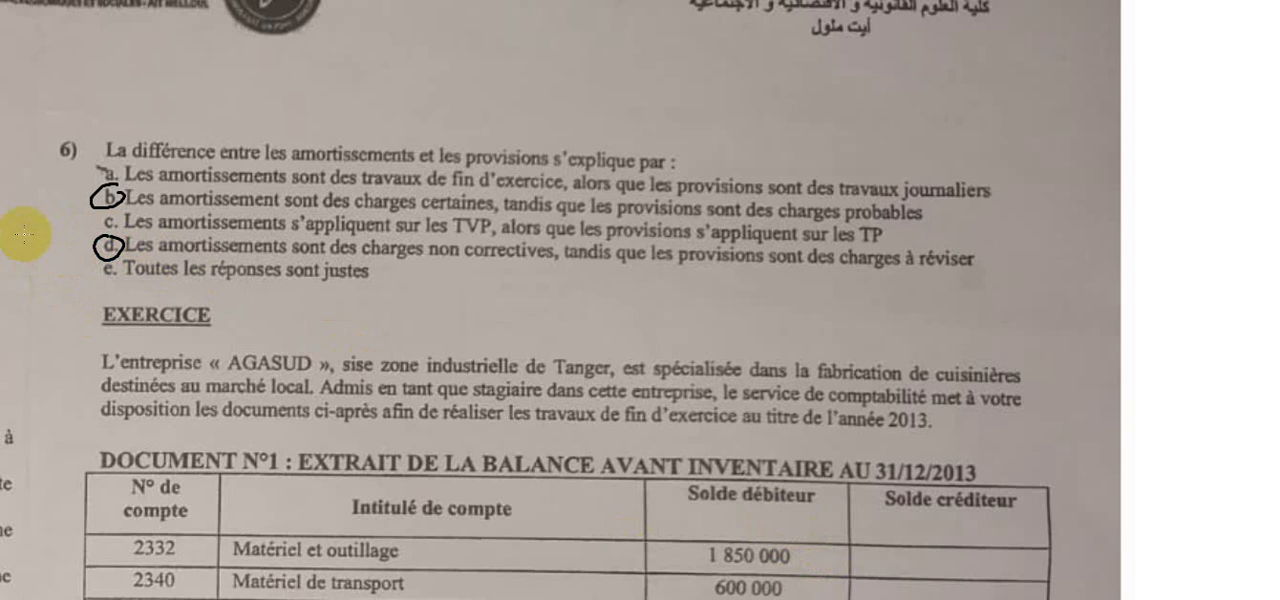 كلية العلوم القانونية و الاقتصادية و الاجتماعية
أيت ملول
6) La différence entre les amortissements et les provisions s'explique par :
a. Les amortissements sont des travaux de fin d'exercice, alors que les provisions sont des travaux journaliers
b. Les amortissement sont des charges certaines, tandis que les provisions sont des charges probables
c. Les amortissements s'appliquent sur les TVP, alors que les provisions s'appliquent sur les TP
d. Les amortissements sont des charges non correctives, tandis que les provisions sont des charges à réviser
e. Toutes les réponses sont justes
EXERCICE
L'entreprise « AGASUD », sise zone industrielle de Tanger, est spécialisée dans la fabrication de cuisinières
destinées au marché local. Admis en tant que stagiaire dans cette entreprise, le service de comptabilité met à votre
disposition les documents ci-après afin de réaliser les travaux de fin d'exercice au titre de l'année 2013.
à
DOCUMENT N°1 : EXTRAIT DE LA BALANCE AVANT INVENTAIRE AU 31/12/2013
N° de compte Intitulé de compte Solde débiteur Solde créditeur
2332 Matériel et outillage 1 850 000
2340 Matériel de transport 600 000